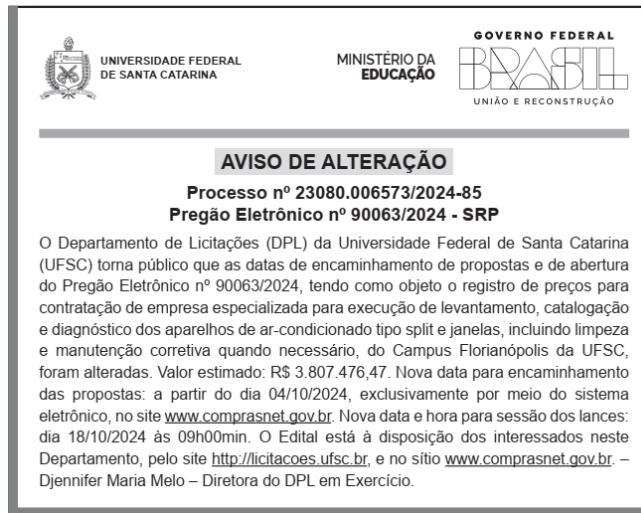 UNIVERSIDADE FEDERAL
DE SANTA CATARINA
MINISTÉRIO DA
EDUCAÇÃO
GOVERNO FEDERAL
BRASIL
UNIÃO E RECONSTRUÇÃO
AVISO DE ALTERAÇÃO
Processo nº 23080.006573/2024-85
Pregão Eletrônico nº 90063/2024 - SRP
O Departamento de Licitações (DPL) da Universidade Federal de Santa Catarina
(UFSC) torna público que as datas de encaminhamento de propostas e de abertura
do Pregão Eletrônico nº 90063/2024, tendo como objeto o registro de preços para
contratação de empresa especializada para execução de levantamento, catalogação
e diagnóstico dos aparelhos de ar-condicionado tipo split e janelas, incluindo limpeza
e manutenção corretiva quando necessário, do Campus Florianópolis da UFSC,
foram alteradas. Valor estimado: R$ 3.807.476,47. Nova data para encaminhamento
das propostas: a partir do dia 04/10/2024, exclusivamente por meio do sistema
eletrônico, no site www.comprasnet.gov.br. Nova data e hora para sessão dos lances:
dia 18/10/2024 às 09h00min. O Edital está à disposição dos interessados neste
Departamento, pelo site http://licitacoes.ufsc.br, e no sítio www.comprasnet.gov.br. –
Djennifer Maria Melo – Diretora do DPL em Exercício.